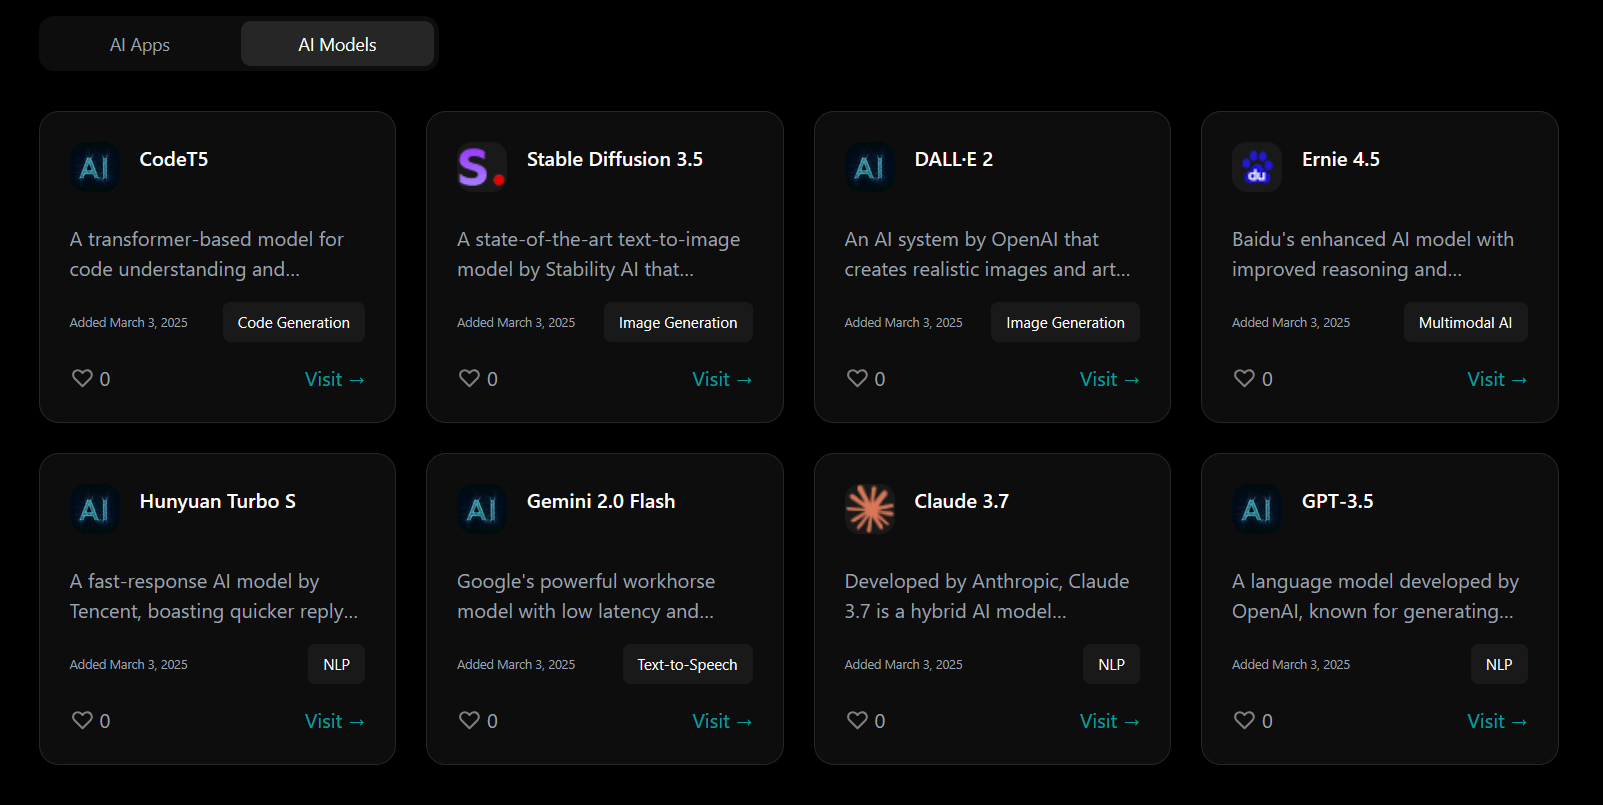 AI Apps
AI Models
AI
CodeT5
A transformer-based model for
code understanding and...
Added March 3, 2025
Code Generation
0
Visit →
S.
Stable Diffusion 3.5
A state-of-the-art text-to-image
model by Stability AI that...
Added March 3, 2025
Image Generation
0
Visit →
AI
DALL·E 2
An AI system by OpenAI that
creates realistic images and art...
Added March 3, 2025
Image Generation
0
Visit →
du
Ernie 4.5
Baidu's enhanced AI model with
improved reasoning and...
Added March 3, 2025
Multimodal AI
0
Visit →
AI
Hunyuan Turbo S
A fast-response AI model by
Tencent, boasting quicker reply...
Added March 3, 2025
NLP
0
Visit →
AI
Gemini 2.0 Flash
Google's powerful workhorse
model with low latency and...
Added March 3, 2025
Text-to-Speech
0
Visit →
Claude 3.7
Developed by Anthropic, Claude
3.7 is a hybrid AI model...
Added March 3, 2025
NLP
0
Visit →
AI
GPT-3.5
A language model developed by
OpenAI, known for generating...
Added March 3, 2025
NLP
0
Visit →